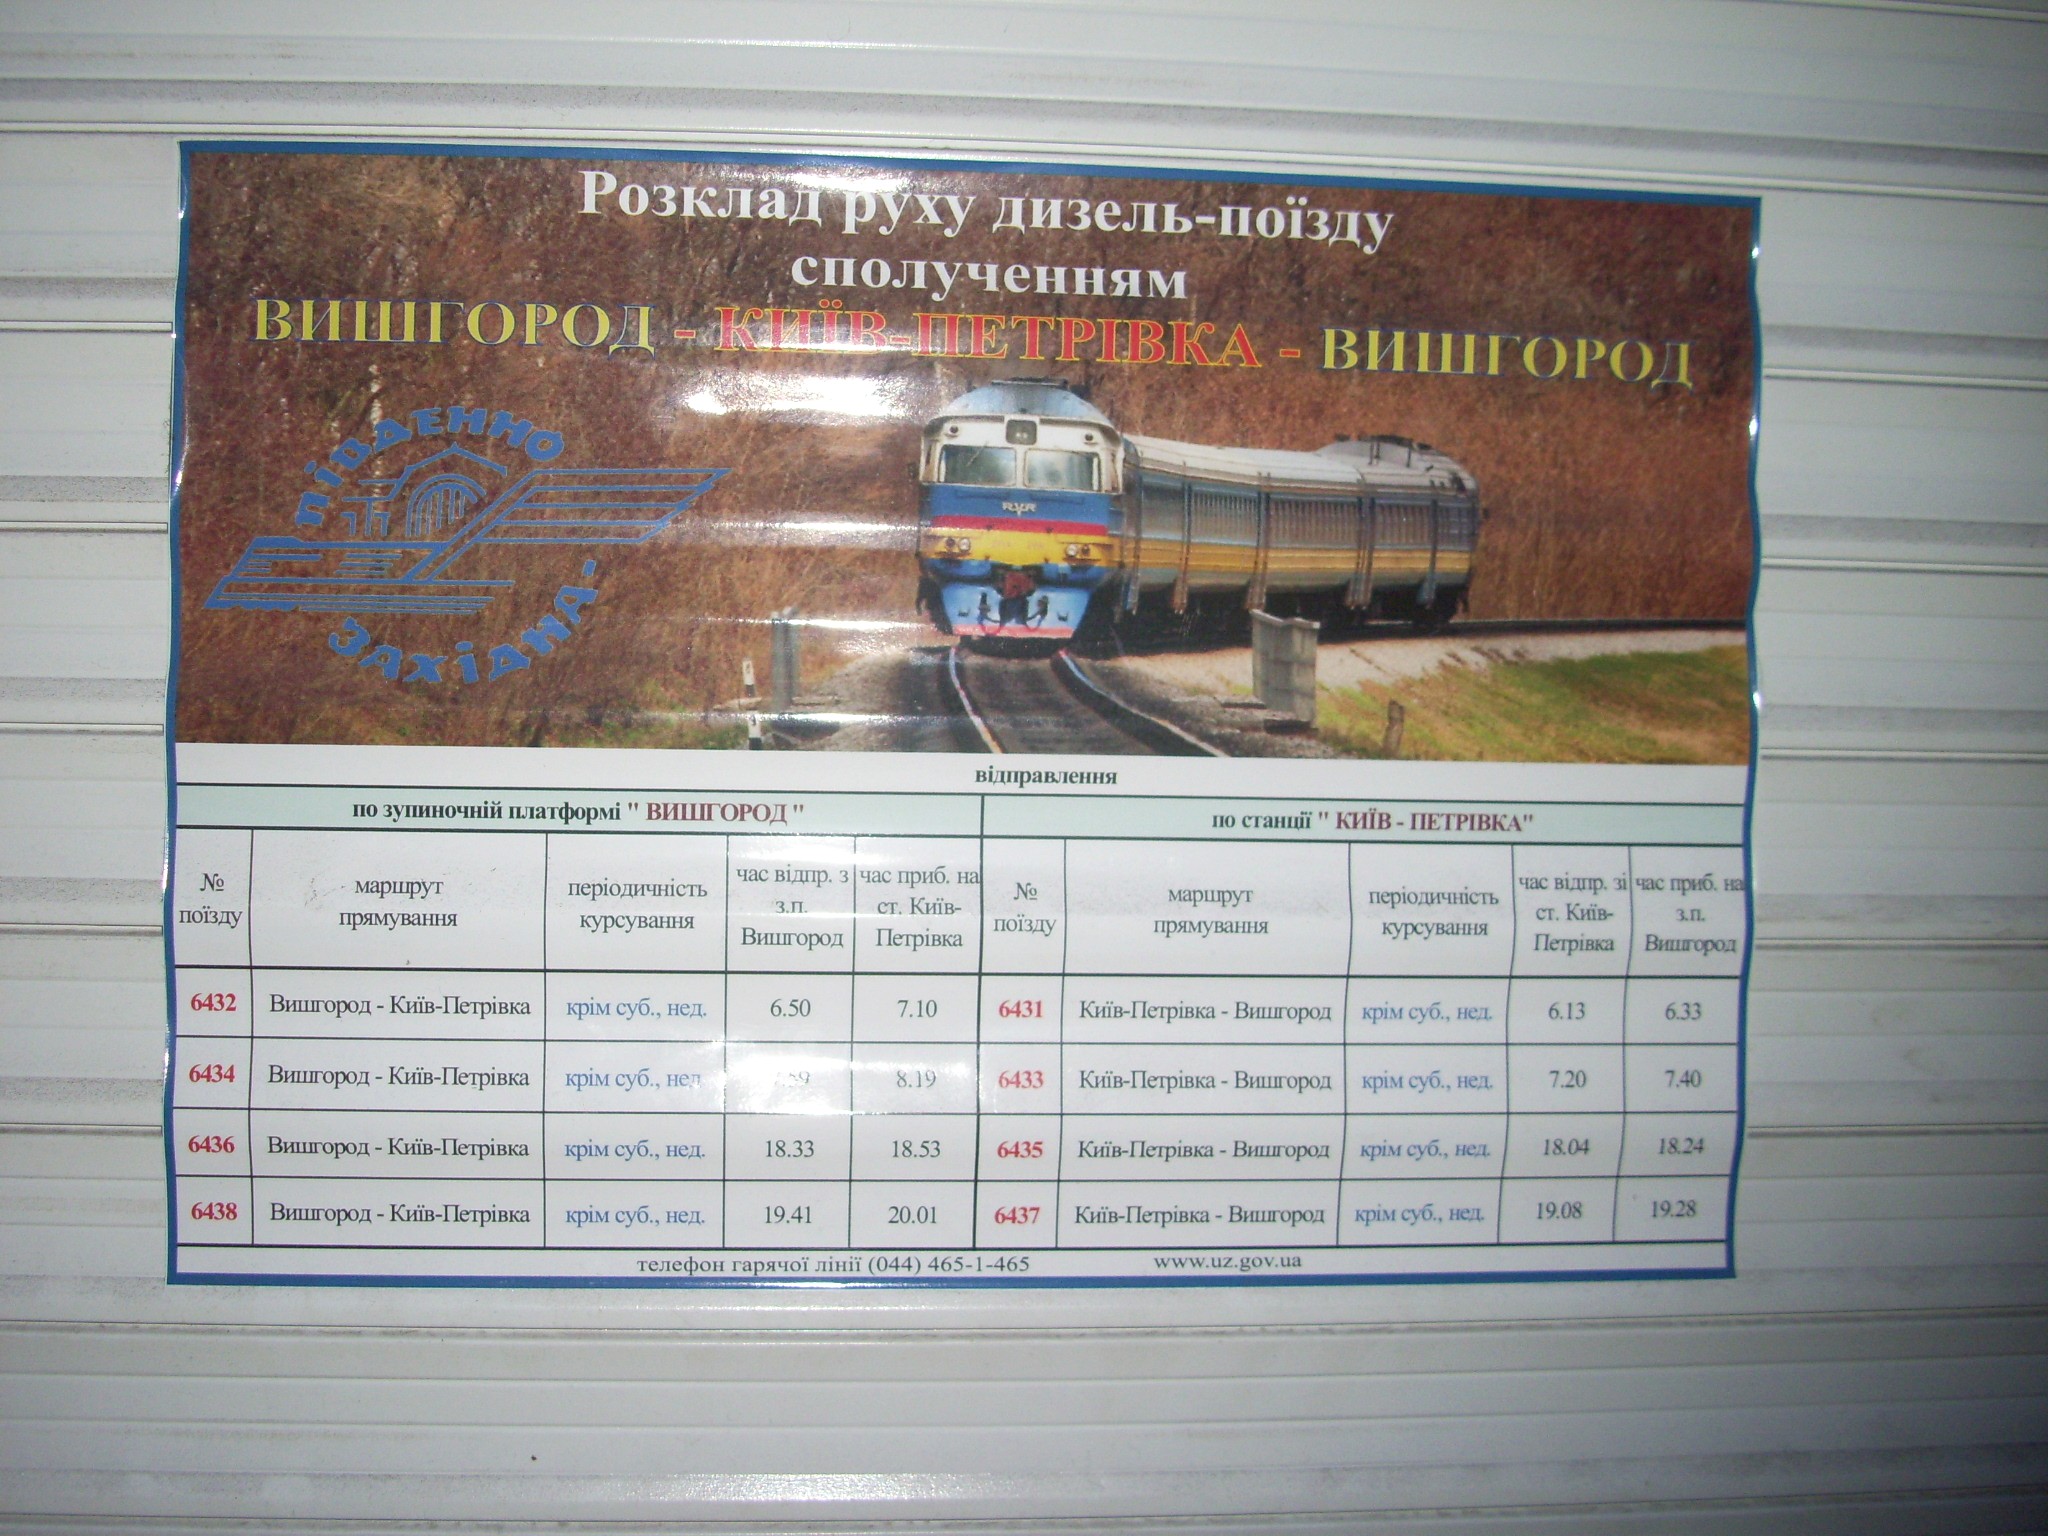 Розклад руху дизель-поїзду
сполученням
ВИШГОРОД - КИЇВ-ПЕТРІВКА - ВИШГОРОД
ПІВДЕННО
ЗАХІДНА-
RVR
відправлення
по зупиночній платформі " ВИШГОРОД " по станції " КИЇВ - ПЕТРІВКА"
№ поїзду маршрут прямування періодичність курсування час відпр. з з.п. Вишгород час приб. на ст. Київ-Петрівка № поїзду маршрут прямування періодичність курсування час відпр. зі ст. Київ-Петрівка час приб. на з.п. Вишгород
6432 Вишгород - Київ-Петрівка крім суб., нед. 6.50 7.10 6431 Київ-Петрівка - Вишгород крім суб., нед. 6.13 6.33
6434 Вишгород - Київ-Петрівка крім суб., нед 8.19 6433 Київ-Петрівка - Вишгород крім суб., нед. 7.20 7.40
6436 Вишгород - Київ-Петрівка крім суб., нед. 18.33 18.53 6435 Київ-Петрівка - Вишгород крім суб., нед. 18.04 18.24
6438 Вишгород - Київ-Петрівка крім суб., нед. 19.41 20.01 6437 Київ-Петрівка - Вишгород крім суб., нед. 19.08 19.28
телефон гарячої лінії (044) 465-1-465 www.uz.gov.ua